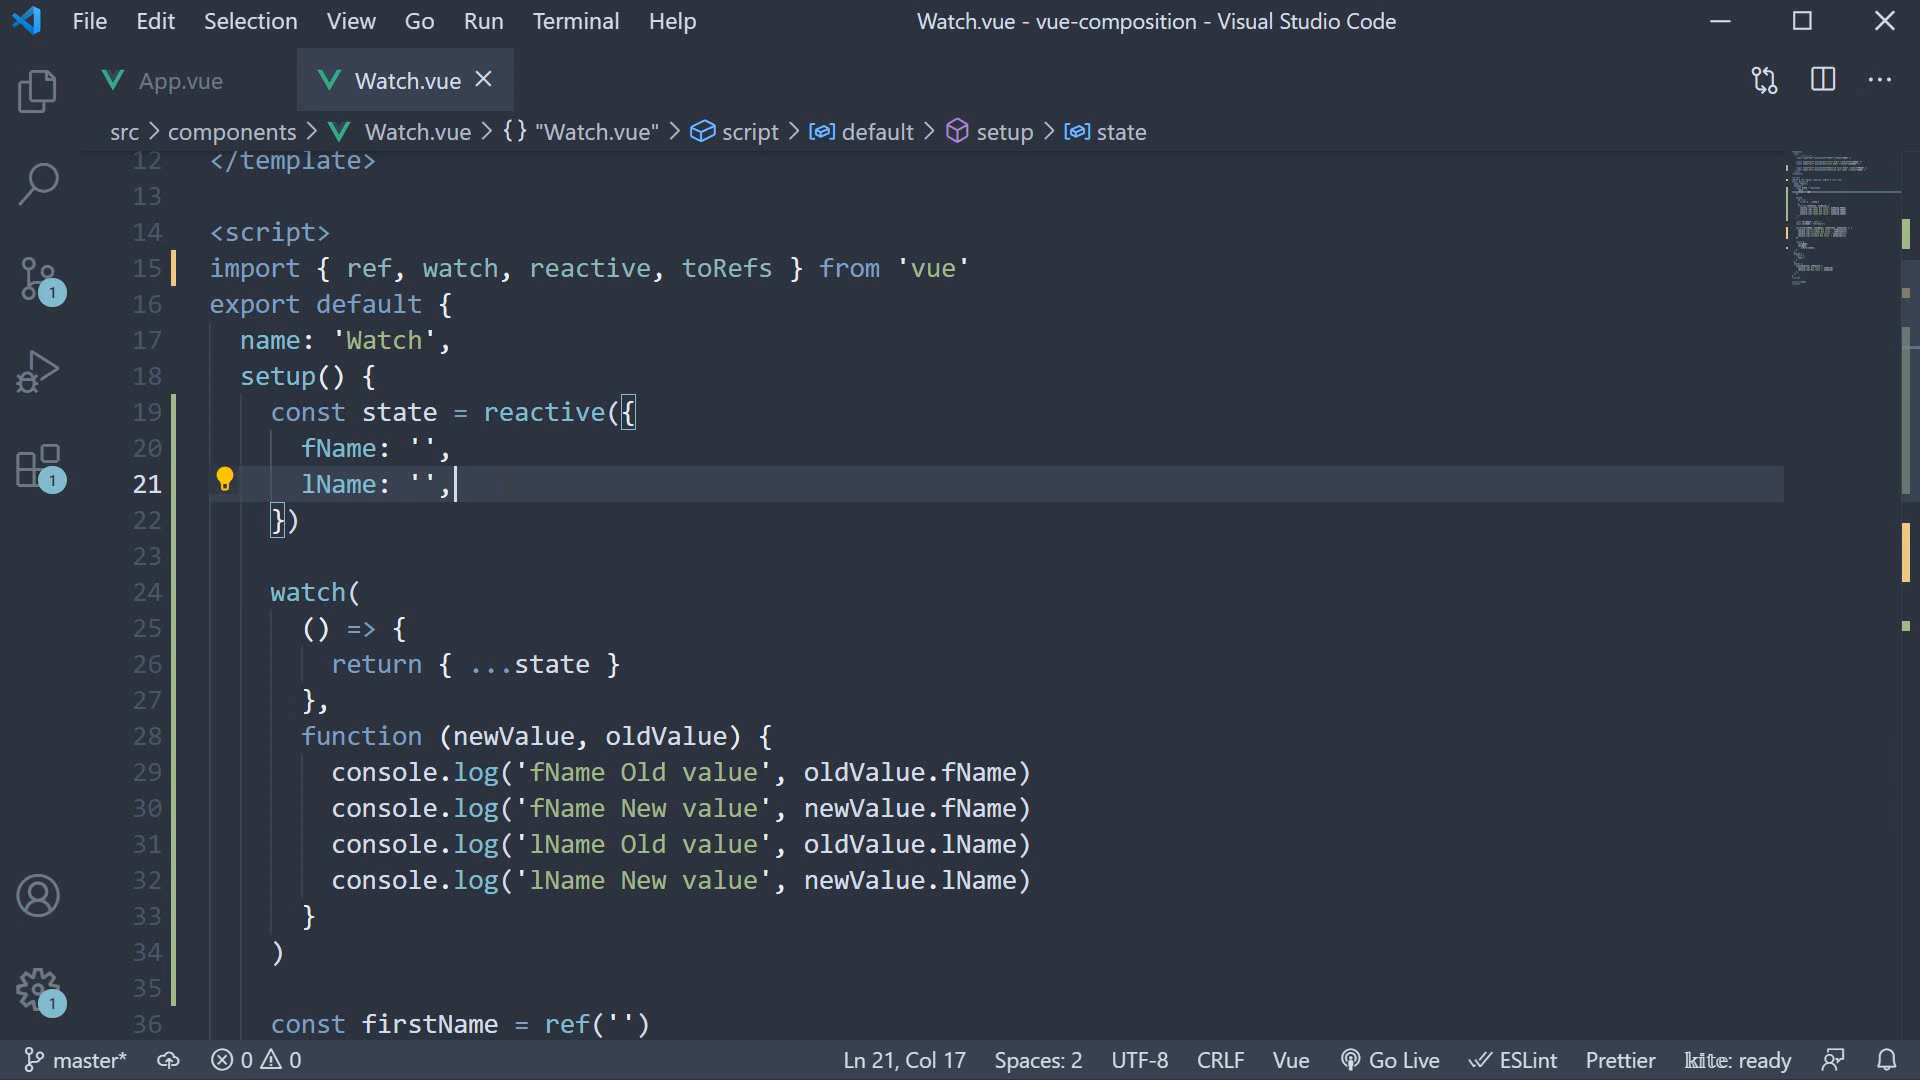 File Edit Selection View Go Run Terminal Help
Watch.vue - vue-composition - Visual Studio Code
App.vue
Watch.vue
src > components > Watch.vue > {} "Watch.vue" > script > default > setup > state
12 </template>
13
14 <script>
15 import { ref, watch, reactive, toRefs } from 'vue'
16 export default {
17 name: 'Watch',
18 setup() {
19 const state = reactive({
20 fName: '',
21 lName: '',
22 })
23
24 watch(
25 () => {
26 return { ...state }
27 },
28 function (newValue, oldValue) {
29 console.log('fName Old value', oldValue.fName)
30 console.log('fName New value', newValue.fName)
31 console.log('lName Old value', oldValue.lName)
32 console.log('lName New value', newValue.lName)
33 }
34 )
35
36 const firstName = ref('')
1
1
1
master* 0 0 Ln 21, Col 17 Spaces: 2 UTF-8 CRLF Vue Go Live ESLint Prettier kite: ready